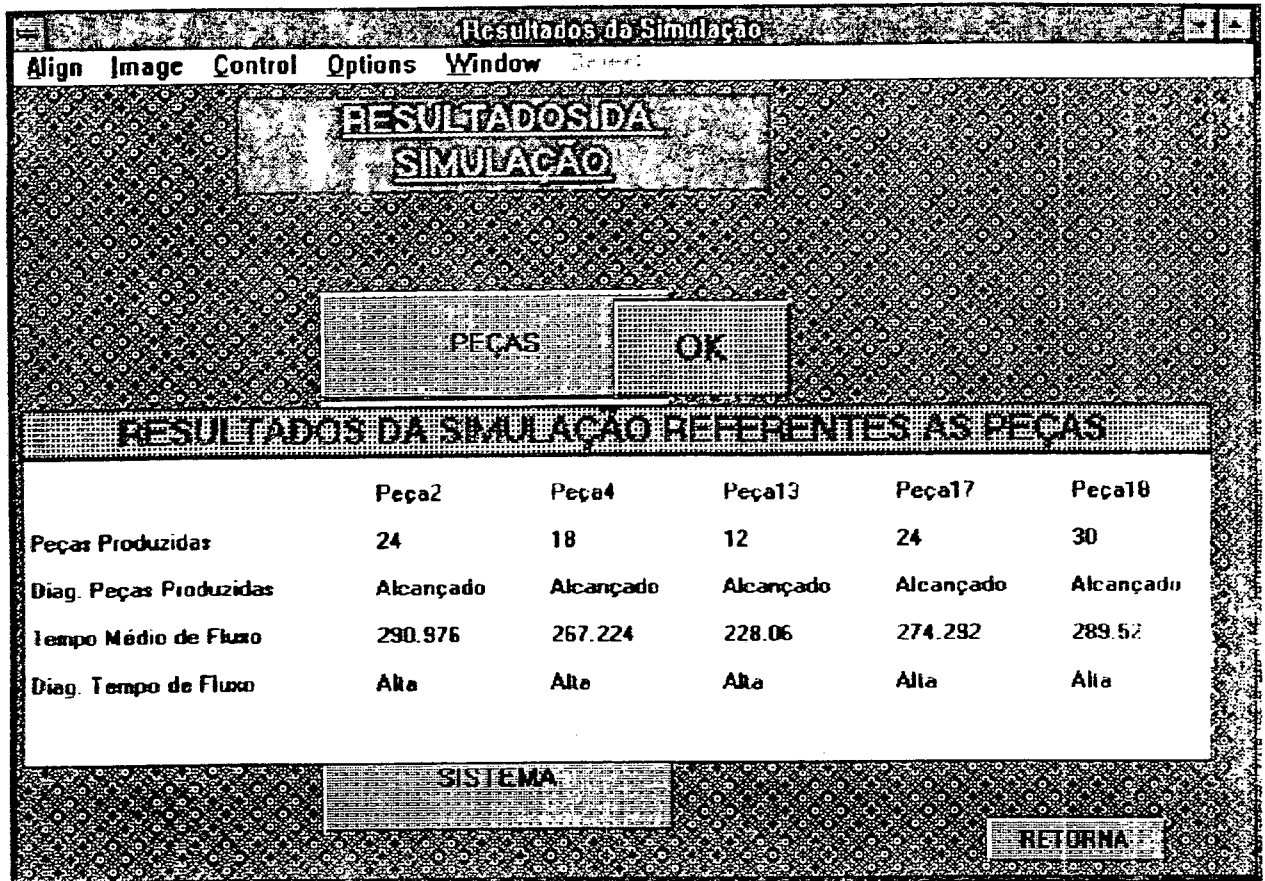 Resultados da Simulação
Align Image Control Options Window Select
RESULTADOS DA
SIMULAÇÃO
PEÇAS
OK
RESULTADOS DA SIMULAÇÃO REFERENTES AS PEÇAS
Peça2 Peça4 Peça13 Peça17 Peça18
Peças Produzidas 24 18 12 24 30
Diag. Peças Produzidas Alcançado Alcançado Alcançado Alcançado Alcançado
Tempo Médio de Fluxo 290.976 267.224 228.06 274.292 289.52
Diag. Tempo de Fluxo Alta Alta Alta Alta Alta
SISTEMA
RETORNA